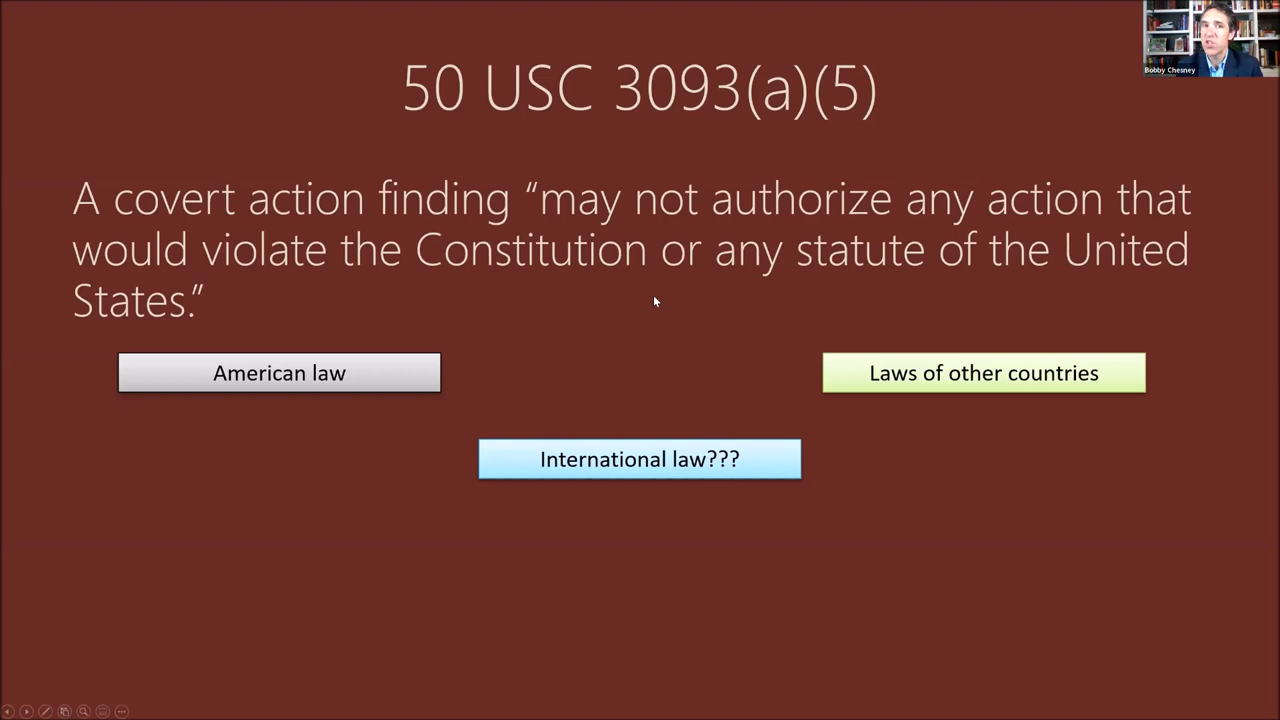 Bobby Chesney
50 USC 3093(a)(5)
A covert action finding “may not authorize any action that
would violate the Constitution or any statute of the United
States.”
American law
Laws of other countries
International law???